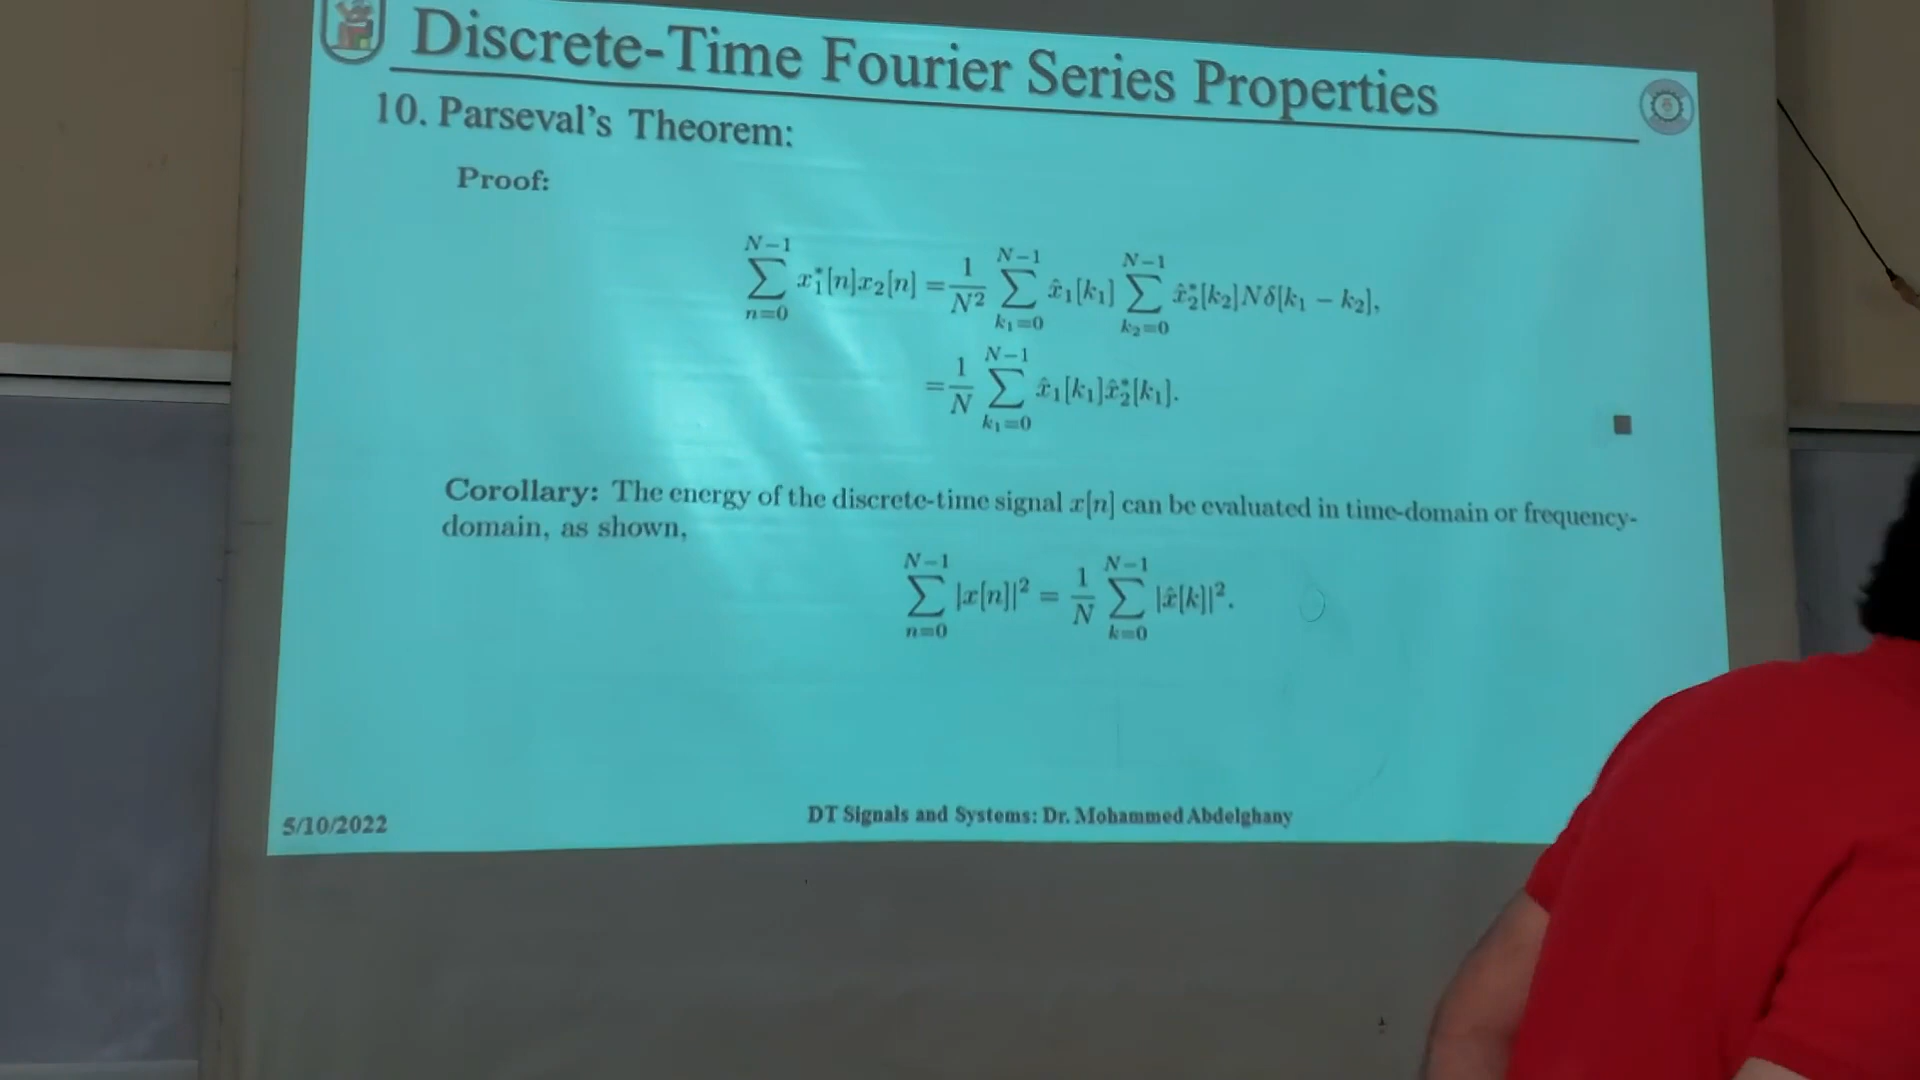 Discrete-Time Fourier Series Properties
10. Parseval's Theorem:
Proof:
\sum_{n=0}^{N-1} x_1^*[n]x_2[n] = \frac{1}{N^2} \sum_{k_1=0}^{N-1} \hat{x}_1[k_1] \sum_{k_2=0}^{N-1} \hat{x}_2^*[k_2]N\delta[k_1 - k_2],
= \frac{1}{N} \sum_{k_1=0}^{N-1} \hat{x}_1[k_1]\hat{x}_2^*[k_1]. ■
Corollary: The energy of the discrete-time signal x[n] can be evaluated in time-domain or frequency-
domain, as shown,
\sum_{n=0}^{N-1} |x[n]|^2 = \frac{1}{N} \sum_{k=0}^{N-1} |\hat{x}[k]|^2.
5/10/2022
DT Signals and Systems: Dr. Mohammed Abdelghany